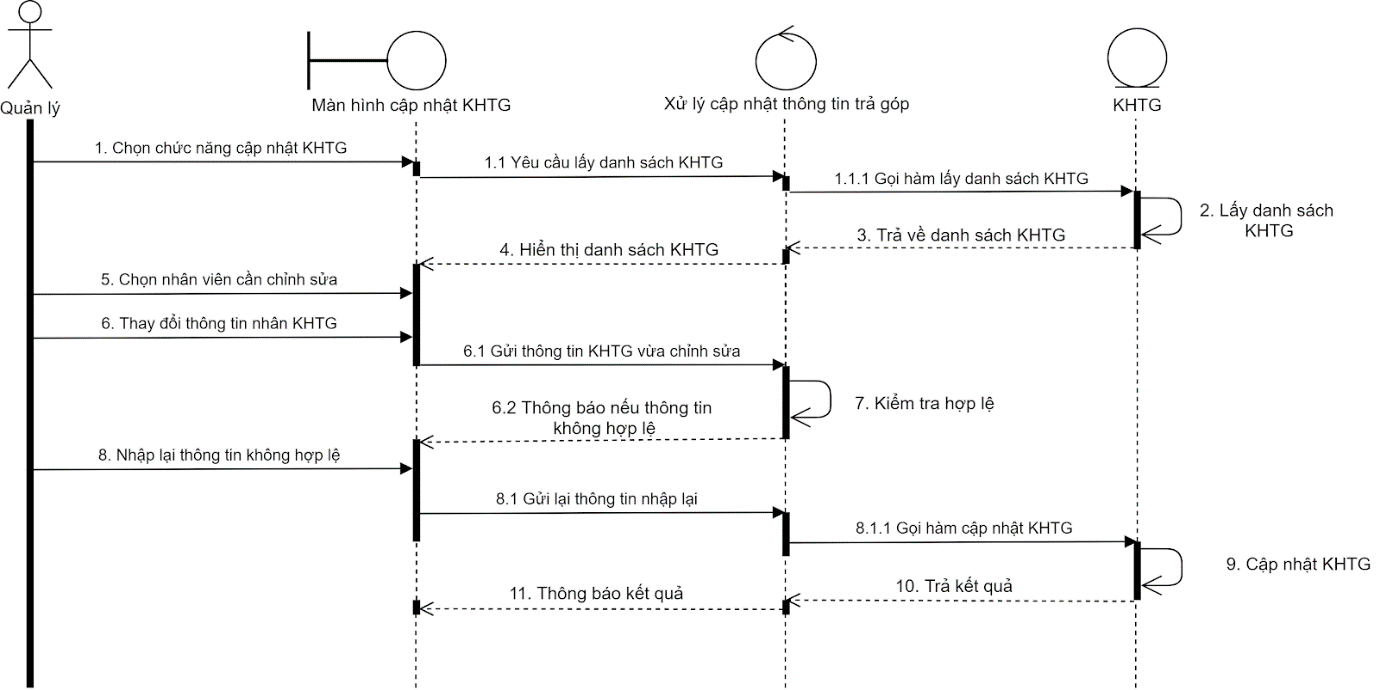 Quản lý
Màn hình cập nhật KHTG
Xử lý cập nhật thông tin trả góp
KHTG
1. Chọn chức năng cập nhật KHTG
1.1 Yêu cầu lấy danh sách KHTG
1.1.1 Gọi hàm lấy danh sách KHTG
2. Lấy danh sách
KHTG
3. Trả về danh sách KHTG
4. Hiển thị danh sách KHTG
5. Chọn nhân viên cần chỉnh sửa
6. Thay đổi thông tin nhân KHTG
6.1 Gửi thông tin KHTG vừa chỉnh sửa
7. Kiểm tra hợp lệ
6.2 Thông báo nếu thông tin
không hợp lệ
8. Nhập lại thông tin không hợp lệ
8.1 Gửi lại thông tin nhập lại
8.1.1 Gọi hàm cập nhật KHTG
9. Cập nhật KHTG
10. Trả kết quả
11. Thông báo kết quả